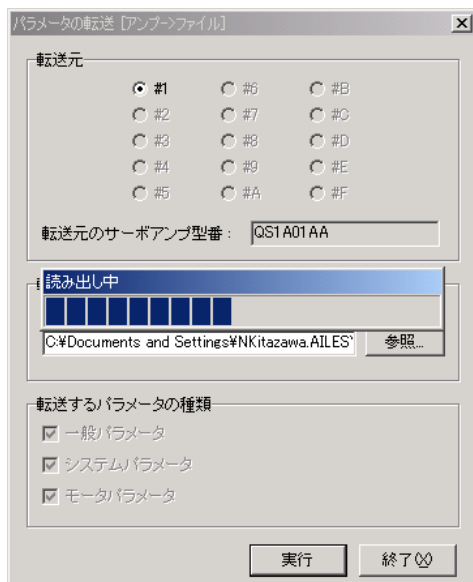 パラメータの転送 [アンプ->ファイル]
転送元
#1 #6 #B
#2 #7 #C
#3 #8 #D
#4 #9 #E
#5 #A #F
転送元のサーボアンプ型番： QS1A01AA
読み出し中
C:¥Documents and Settings¥NKitazawa.AILES 参照...
転送するパラメータの種類
一般パラメータ
システムパラメータ
モータパラメータ
実行 終了(X)